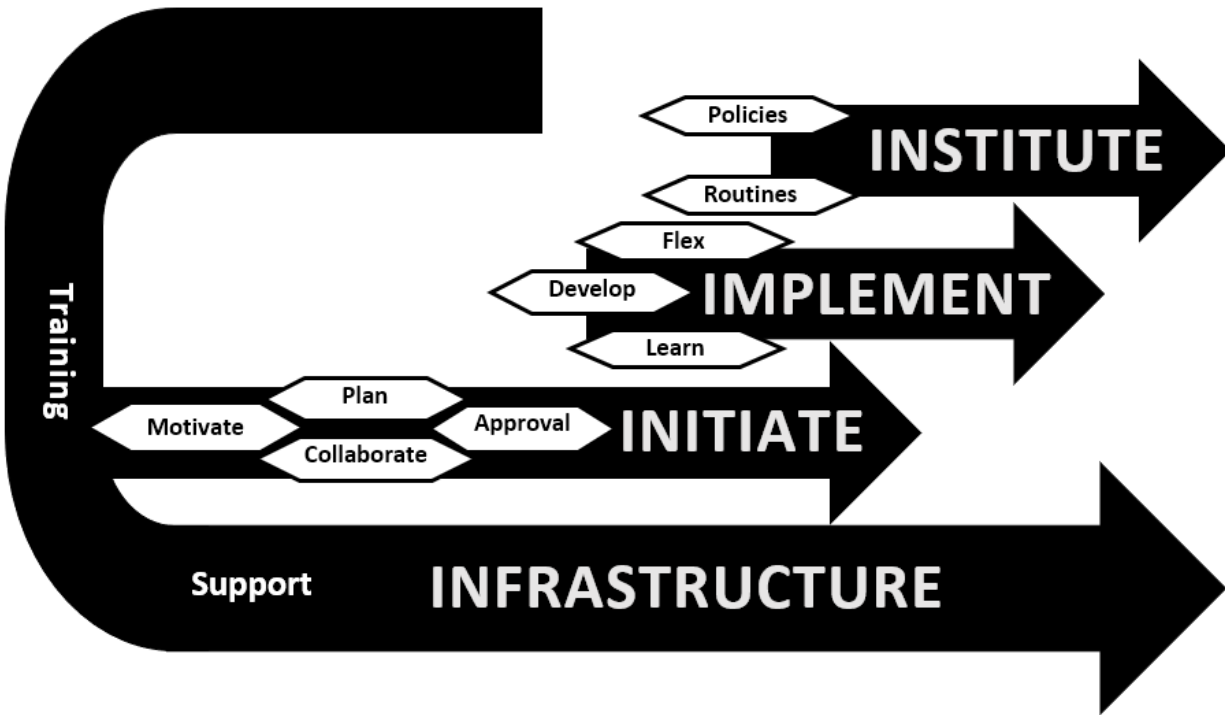 Policies
INSTITUTE
Routines
Flex
Develop
IMPLEMENT
Learn
Training
Plan
Motivate
Approval
INITIATE
Collaborate
Support
INFRASTRUCTURE